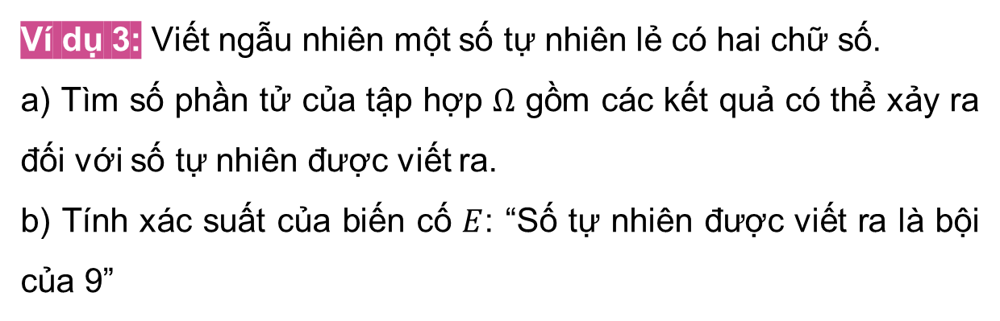 Ví dụ 3: Viết ngẫu nhiên một số tự nhiên lẻ có hai chữ số.
a) Tìm số phần tử của tập hợp Ω gồm các kết quả có thể xảy ra
đối với số tự nhiên được viết ra.
b) Tính xác suất của biến cố E: “Số tự nhiên được viết ra là bội
của 9”